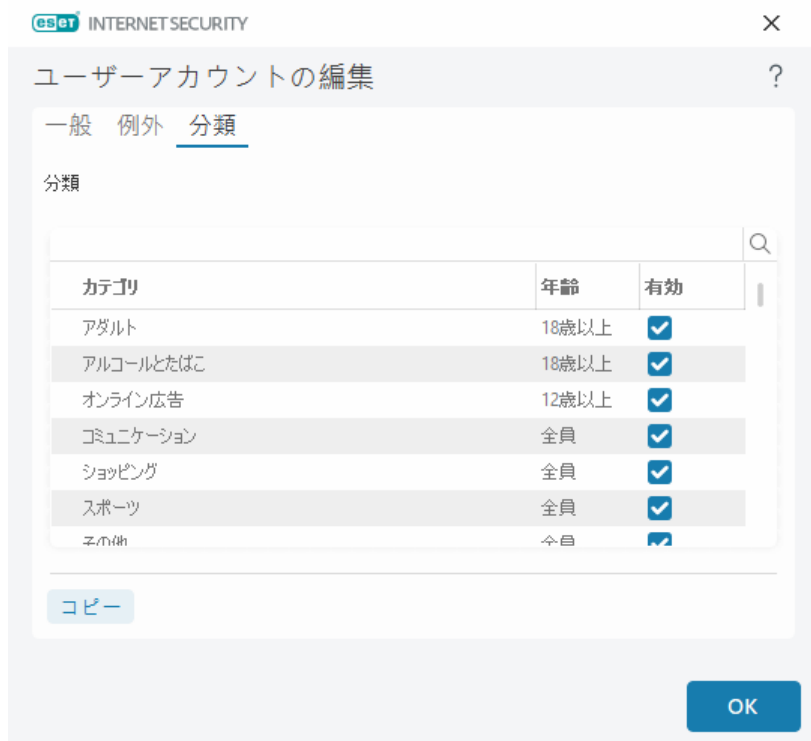 eset INTERNET SECURITY
ユーザーアカウントの編集 ?
一般 例外 分類
分類
カテゴリ 年齢 有効
アダルト 18歳以上
アルコールとたばこ 18歳以上
オンライン広告 12歳以上
コミュニケーション 全員
ショッピング 全員
スポーツ 全員
その他 全員
コピー
OK